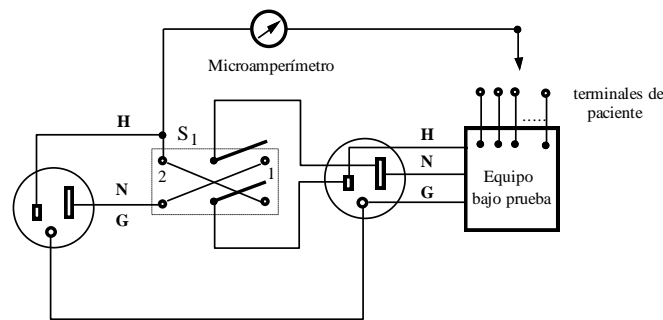 Microamperímetro
terminales de
paciente
H
S1
2
1
N
G
H
N
G
.....
Equipo
bajo prueba